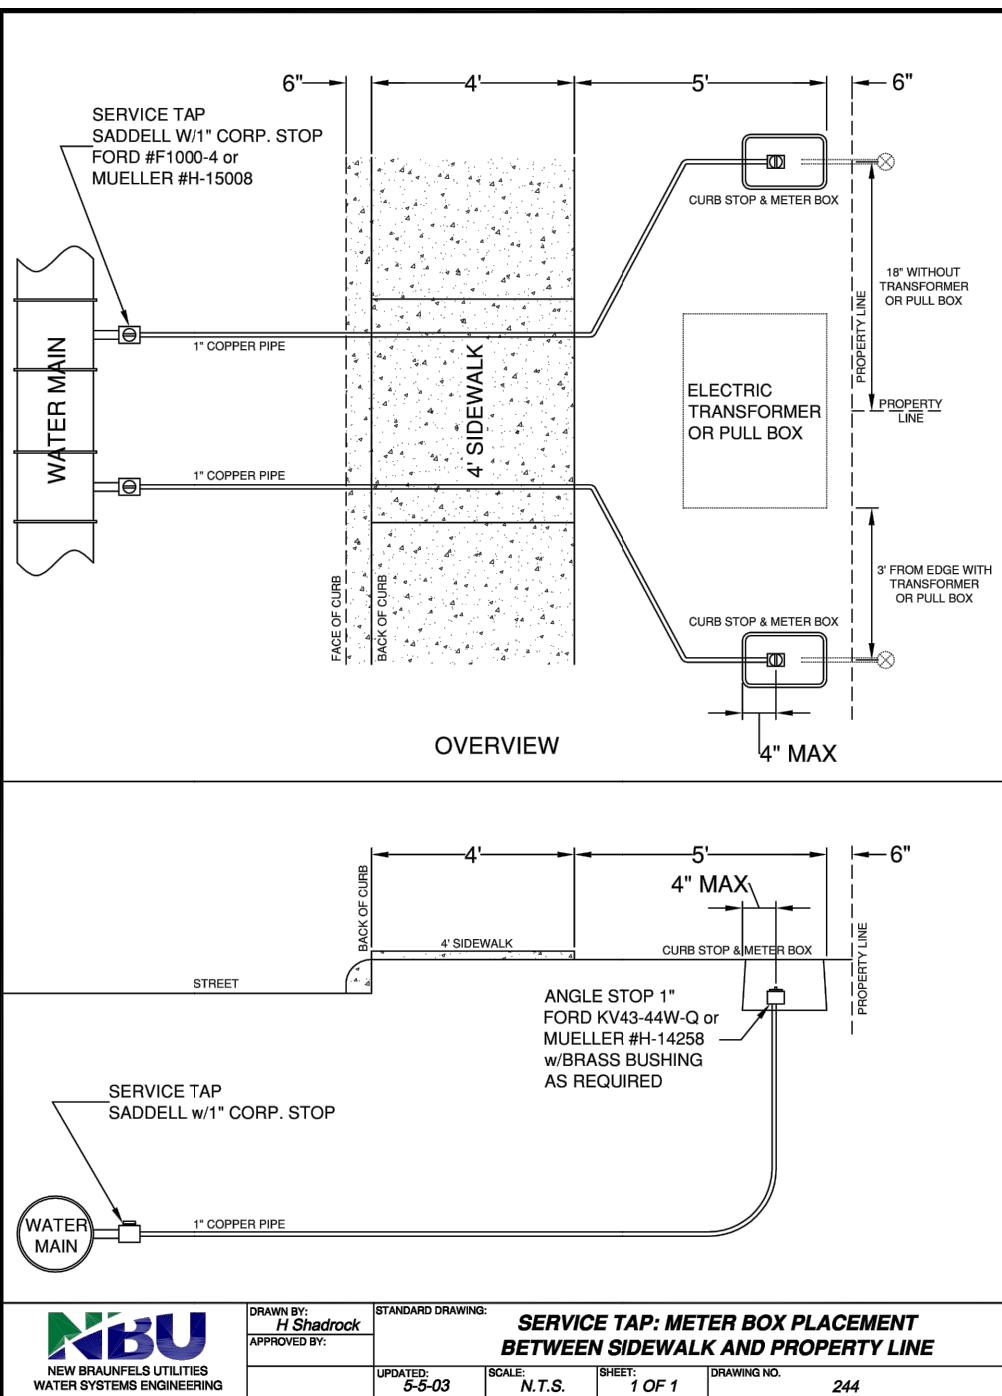 6"
4'
5'
6"
SERVICE TAP
SADDELL W/1" CORP. STOP
FORD #F1000-4 or
MUELLER #H-15008
CURB STOP & METER BOX
18" WITHOUT
TRANSFORMER
OR PULL BOX
PROPERTY LINE
WATER MAIN
1" COPPER PIPE
4' SIDEWALK
ELECTRIC
TRANSFORMER
OR PULL BOX
PROPERTY
LINE
1" COPPER PIPE
3' FROM EDGE WITH
TRANSFORMER
OR PULL BOX
FACE OF CURB
BACK OF CURB
CURB STOP & METER BOX
OVERVIEW
4" MAX
4'
5'
6"
4" MAX
BACK OF CURB
4' SIDEWALK
CURB STOP & METER BOX
PROPERTY LINE
STREET
ANGLE STOP 1"
FORD KV43-44W-Q or
MUELLER #H-14258
w/BRASS BUSHING
AS REQUIRED
SERVICE TAP
SADDELL w/1" CORP. STOP
WATER
MAIN
1" COPPER PIPE
NBU
NEW BRAUNFELS UTILITIES
WATER SYSTEMS ENGINEERING
DRAWN BY:
H Shadrock
APPROVED BY:
STANDARD DRAWING:
SERVICE TAP: METER BOX PLACEMENT
BETWEEN SIDEWALK AND PROPERTY LINE
UPDATED:
5-5-03
SCALE:
N.T.S.
SHEET:
1 OF 1
DRAWING NO.
244